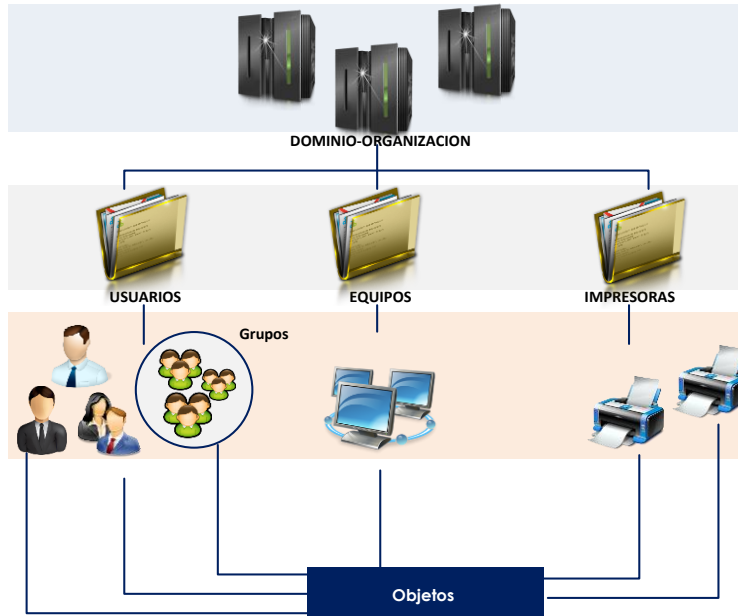 DOMINIO-ORGANIZACION
USUARIOS
EQUIPOS
IMPRESORAS
Grupos
Objetos